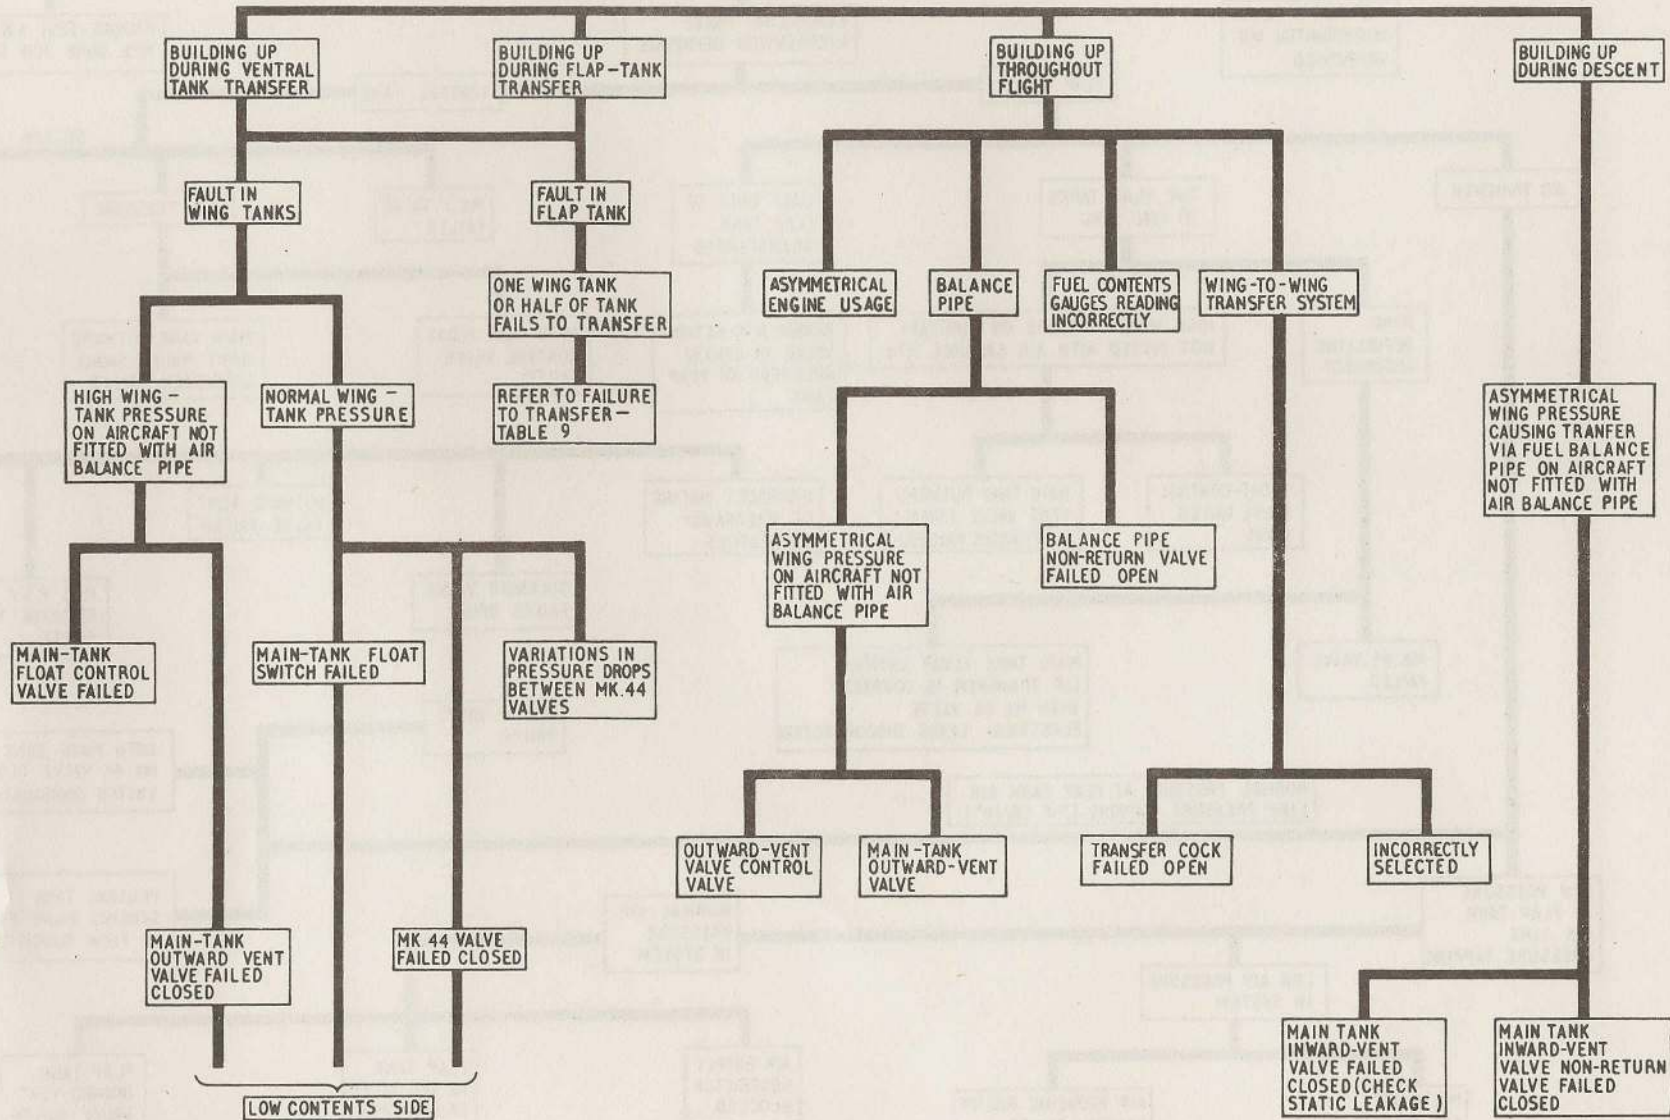 BUILDING UP
DURING VENTRAL
TANK TRANSFER
BUILDING UP
DURING FLAP-TANK
TRANSFER
BUILDING UP
THROUGHOUT
FLIGHT
BUILDING UP
DURING DESCENT
FAULT IN
WING TANKS
FAULT IN
FLAP TANK
ONE WING TANK
OR HALF OF TANK
FAILS TO TRANSFER
ASYMMETRICAL
ENGINE USAGE
BALANCE
PIPE
FUEL CONTENTS
GAUGES READING
INCORRECTLY
WING-TO-WING
TRANSFER SYSTEM
HIGH WING-
TANK PRESSURE
ON AIRCRAFT NOT
FITTED WITH AIR
BALANCE PIPE
NORMAL WING-
TANK PRESSURE
REFER TO FAILURE
TO TRANSFER-
TABLE 9
ASYMMETRICAL
WING PRESSURE
CAUSING TRANFER
VIA FUEL BALANCE
PIPE ON AIRCRAFT
NOT FITTED WITH
AIR BALANCE PIPE
ASYMMETRICAL
WING PRESSURE
ON AIRCRAFT NOT
FITTED WITH AIR
BALANCE PIPE
BALANCE PIPE
NON-RETURN VALVE
FAILED OPEN
MAIN-TANK
FLOAT CONTROL
VALVE FAILED
MAIN-TANK FLOAT
SWITCH FAILED
VARIATIONS IN
PRESSURE DROPS
BETWEEN MK.44
VALVES
OUTWARD-VENT
VALVE CONTROL
VALVE
MAIN-TANK
OUTWARD-VENT
VALVE
TRANSFER COCK
FAILED OPEN
INCORRECTLY
SELECTED
MAIN-TANK
OUTWARD VENT
VALVE FAILED
CLOSED
MK 44 VALVE
FAILED CLOSED
MAIN TANK
INWARD-VENT
VALVE FAILED
CLOSED (CHECK
STATIC LEAKAGE)
MAIN TANK
INWARD-VENT
VALVE NON-RETURN
VALVE FAILED
CLOSED
LOW CONTENTS SIDE